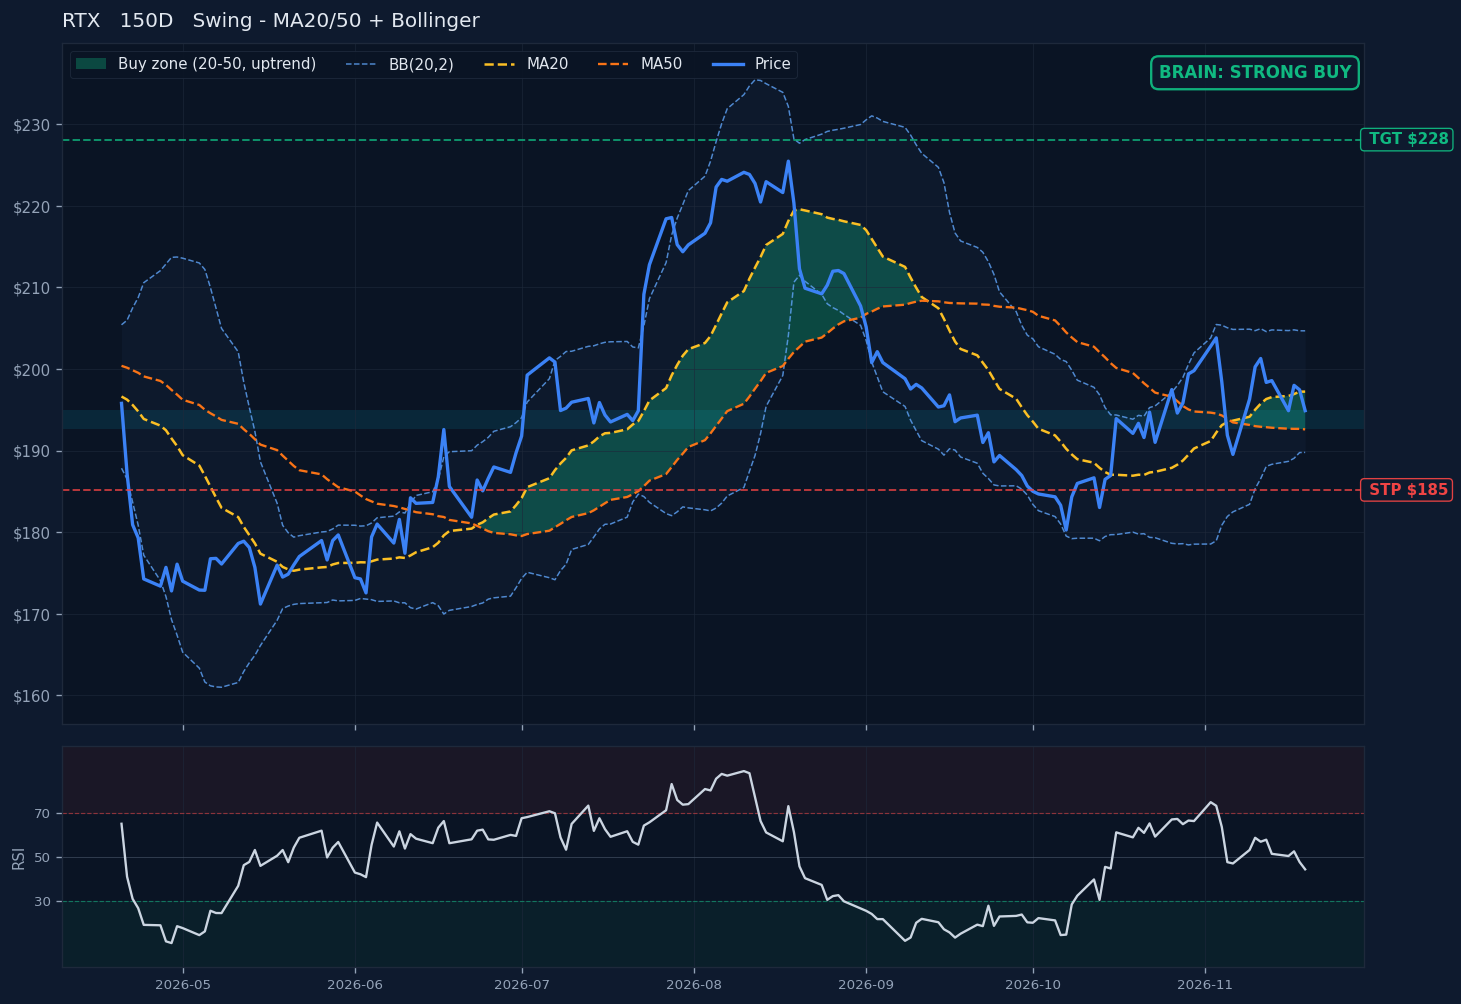 RTX   150D   Swing - MA20/50 + Bollinger
Buy zone (20-50, uptrend)   BB(20,2)   MA20   MA50   Price
BRAIN: STRONG BUY
$230
TGT $228
$220
$210
$200
$190
STP $185
$180
$170
$160
70
50
30
RSI
2026-05   2026-06   2026-07   2026-08   2026-09   2026-10   2026-11